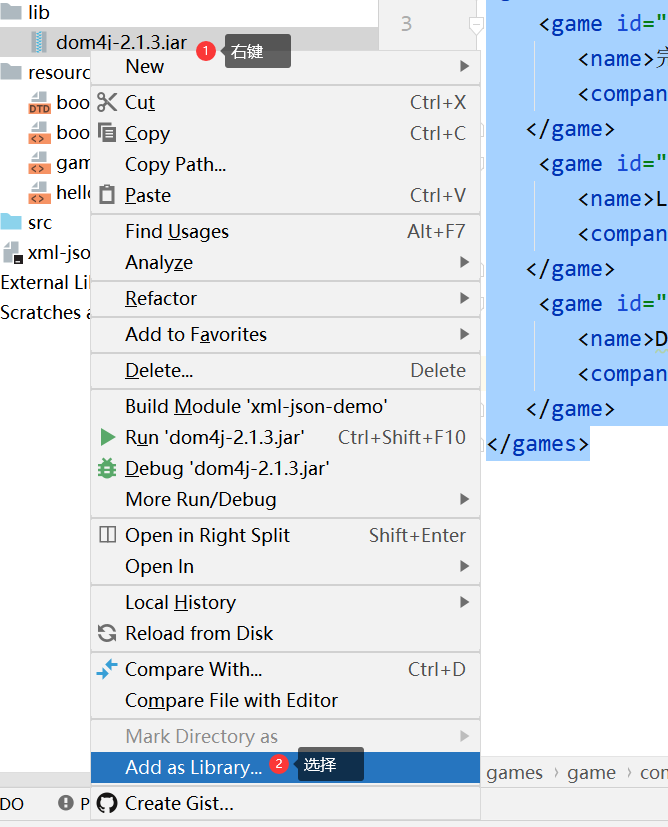 lib
dom4j-2.1.3.jar
1 右键
resourc
DTD boo
boo
gam
hello
src
xml-jso
External Li
Scratches a
New
Cut Ctrl+X
Copy Ctrl+C
Copy Path...
Paste Ctrl+V
Find Usages Alt+F7
Analyze
Refactor
Add to Favorites
Delete... Delete
Build Module 'xml-json-demo'
Run 'dom4j-2.1.3.jar' Ctrl+Shift+F10
Debug 'dom4j-2.1.3.jar'
More Run/Debug
Open in Right Split Shift+Enter
Open In
Local History
Reload from Disk
Compare With... Ctrl+D
Compare File with Editor
Mark Directory as
Add as Library... 2 选择
Create Gist...
3
<game id="
<name>完
<compan
</game>
<game id="
<name>L
<compan
</game>
<game id="
<name>D
<compan
</game>
</games>
games › game › con
DO P